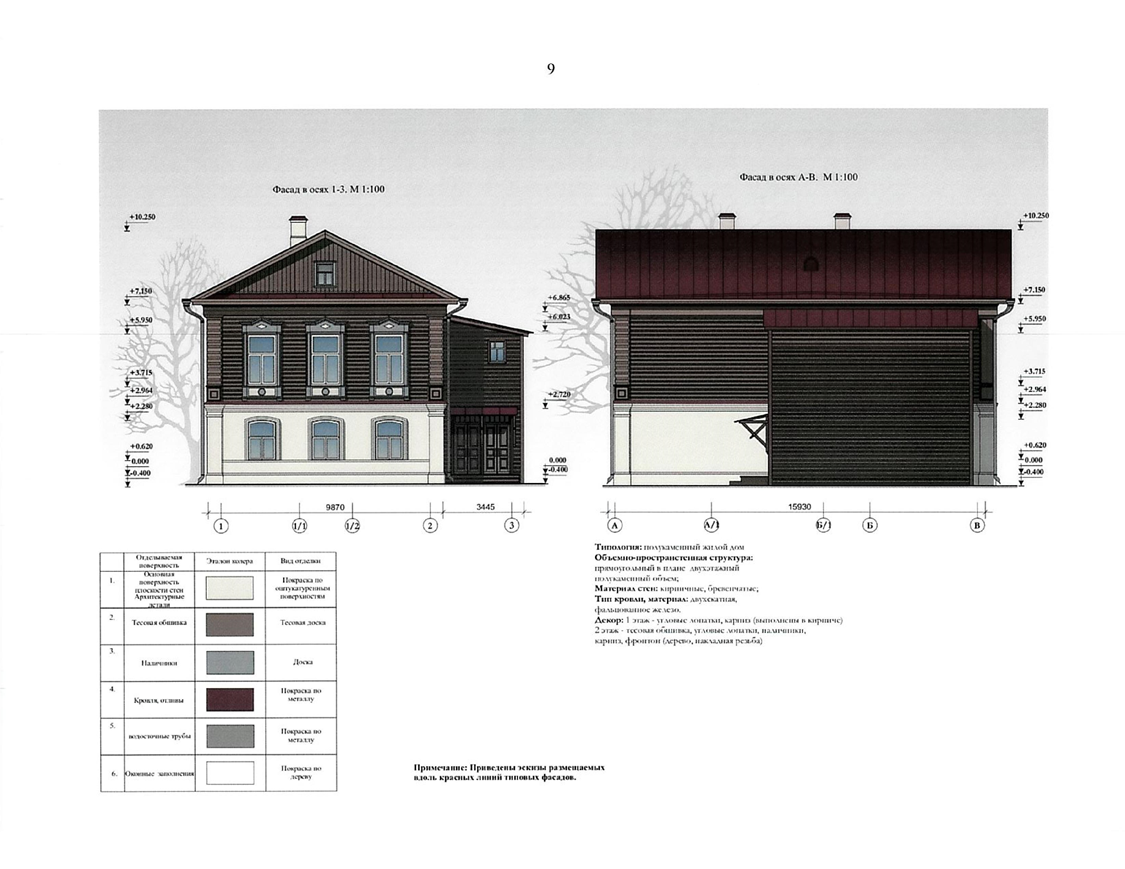 9
Фасад в осях 1-3. М 1:100
Фасад в осях А-В. М 1:100
+10.250
+7.150
+5.950
+3.715
+2.964
+2.280
+0.620
0.000
-0.400
+6.865
+6.023
+2.720
0.000
-0.400
+10.250
+7.150
+5.950
+3.715
+2.964
+2.280
+0.620
0.000
-0.400
9870
3445
15930
1
1/1
1/2
2
3
А
А/1
Б/1
Б
В
Отделываемая поверхность
Эталон колера
Вид отделки
1.
Основная
поверхность
плоскости стен
Архитектурные
детали
Покраска по
оштукатуренным
поверхностям
2.
Тесовая обшивка
Тесовая доска
3.
Наличники
Доска
4.
Кровля, отливы
Покраска по
металлу
5.
водосточные трубы
Покраска по
металлу
6.
Оконные заполнения
Покраска по
дереву
Типология: полукаменный жилой дом
Объемно-пространстенная структура:
прямоугольный в плане двухэтажный
полукаменный объем;
Материал стен: кирпичные, бревенчатые;
Тип кровли, материал: двухскатная,
фальцованное железо.
Декор: 1 этаж - угловые лопатки, карниз (выполнены в кирпиче)
2 этаж - тесовая обшивка, угловые лопатки, наличники,
карниз, фронтон (дерево, накладная резьба)
Примечание: Приведены эскизы размещаемых
вдоль красных линий типовых фасадов.